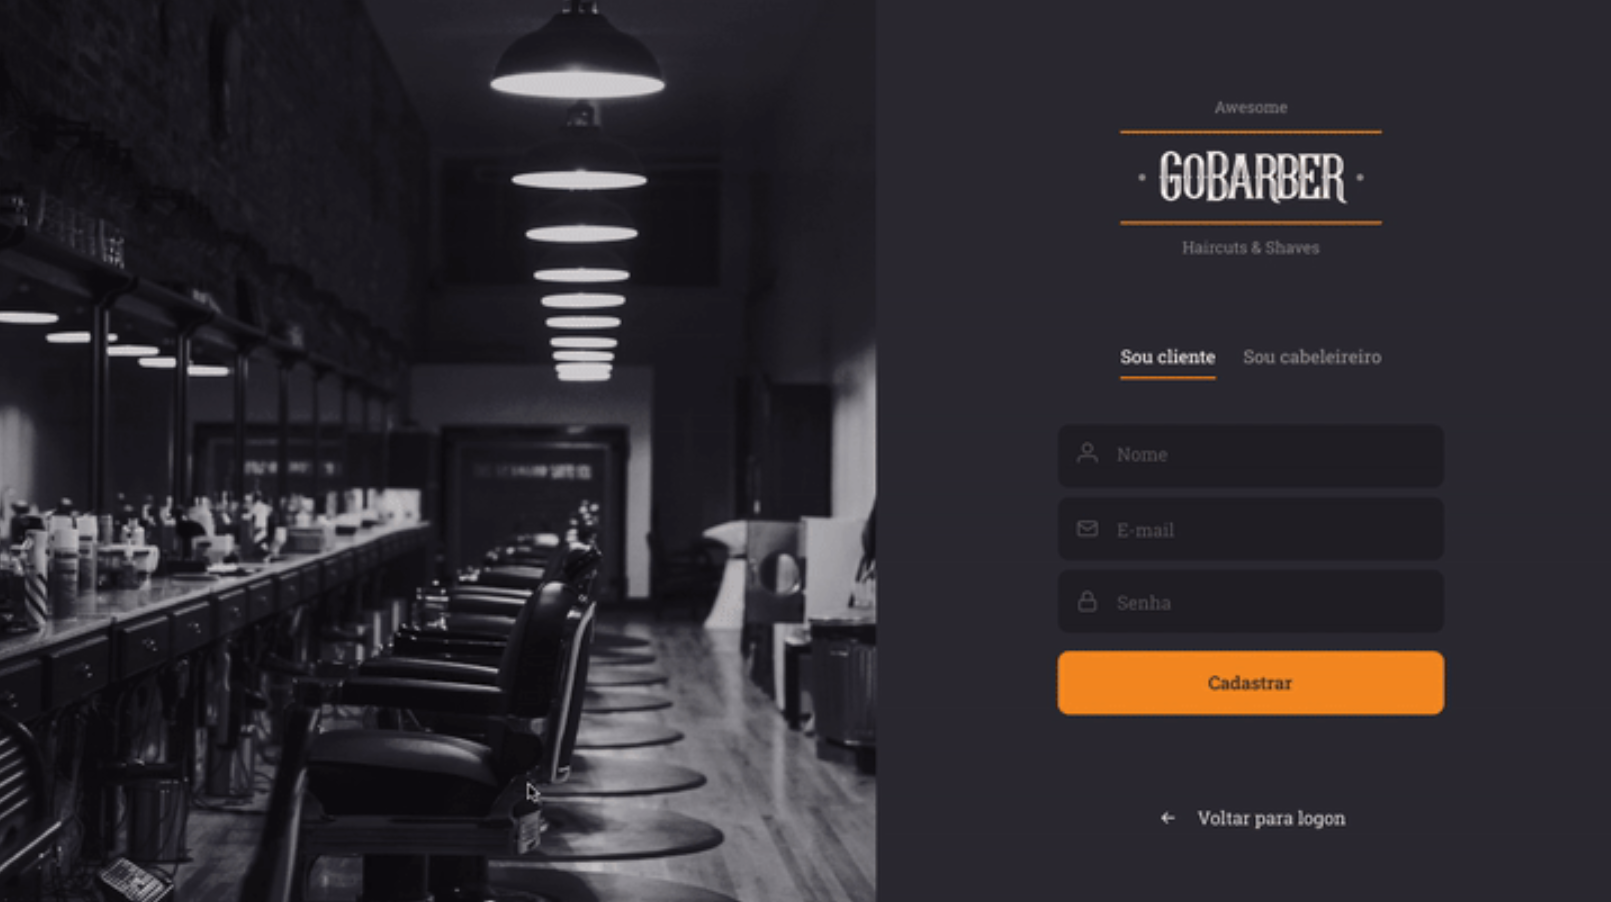 Awesome
GOBARBER
Haircuts & Shaves
Sou cliente Sou cabeleireiro
Nome
E-mail
Senha
Cadastrar
Voltar para logon